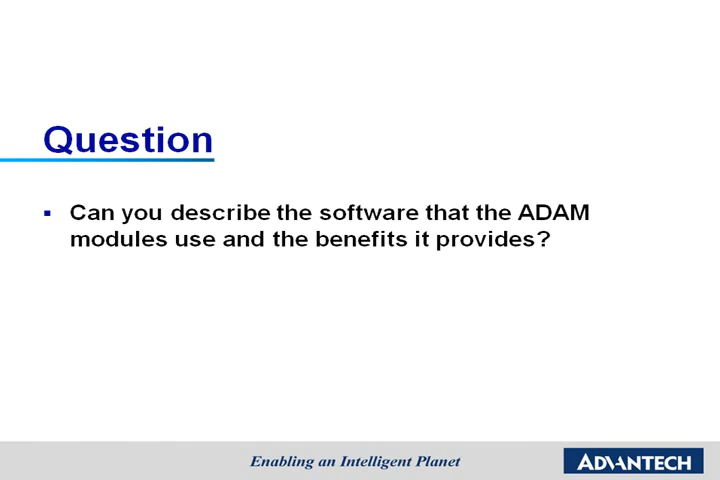 Question
▪ Can you describe the software that the ADAM
modules use and the benefits it provides?
Enabling an Intelligent Planet
ADVANTECH